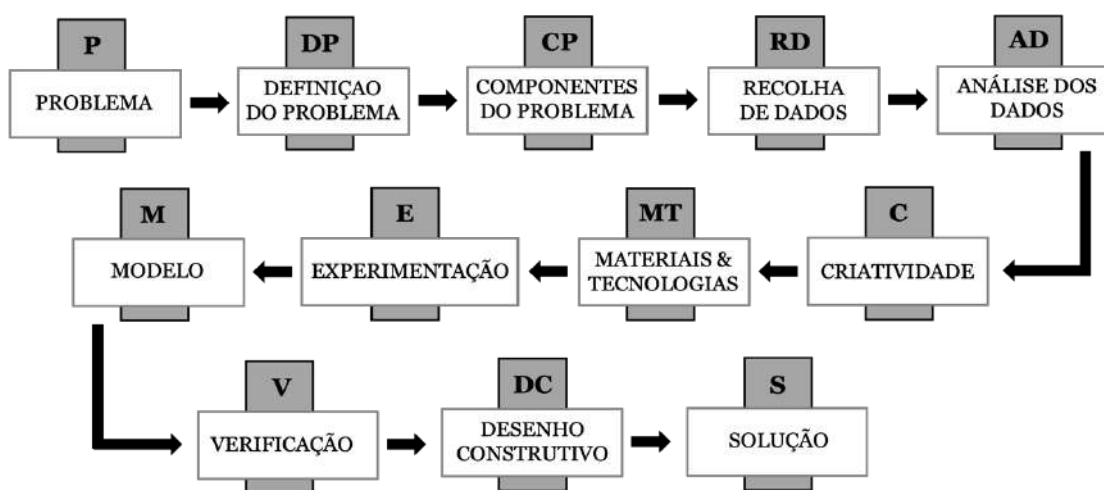 P
PROBLEMA
DP
DEFINIÇAO
DO PROBLEMA
CP
COMPONENTES
DO PROBLEMA
RD
RECOLHA
DE DADOS
AD
ANÁLISE DOS
DADOS
C
CRIATIVIDADE
MT
MATERIAIS &
TECNOLOGIAS
E
EXPERIMENTAÇÃO
M
MODELO
V
VERIFICAÇÃO
DC
DESENHO
CONSTRUTIVO
S
SOLUÇÃO